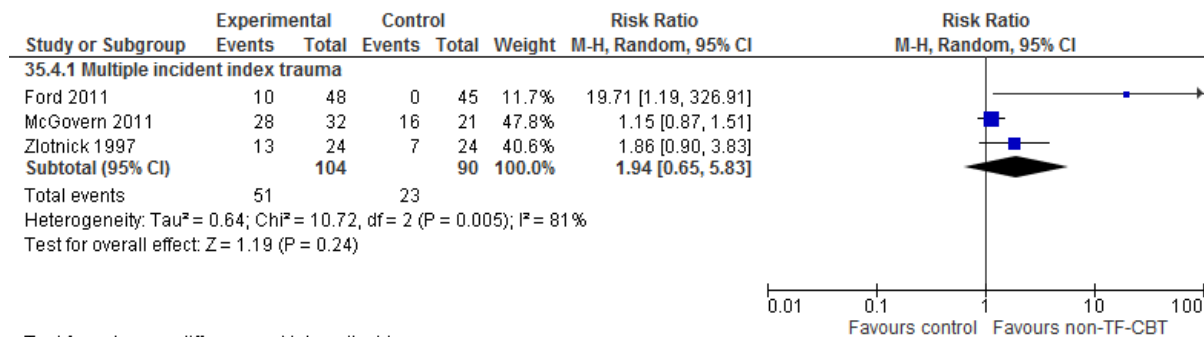 Experimental Control Risk Ratio Risk Ratio
Study or Subgroup Events Total Events Total Weight M-H, Random, 95% CI M-H, Random, 95% CI
35.4.1 Multiple incident index trauma
Ford 2011 10 48 0 45 11.7% 19.71 [1.19, 326.91]
McGovern 2011 28 32 16 21 47.8% 1.15 [0.87, 1.51]
Zlotnick 1997 13 24 7 24 40.6% 1.86 [0.90, 3.83]
Subtotal (95% CI) 104 90 100.0% 1.94 [0.65, 5.83]
Total events 51 23
Heterogeneity: Tau² = 0.64; Chi² = 10.72, df = 2 (P = 0.005); I² = 81%
Test for overall effect: Z = 1.19 (P = 0.24)
0.01 0.1 1 10 100
Favours control Favours non-TF-CBT